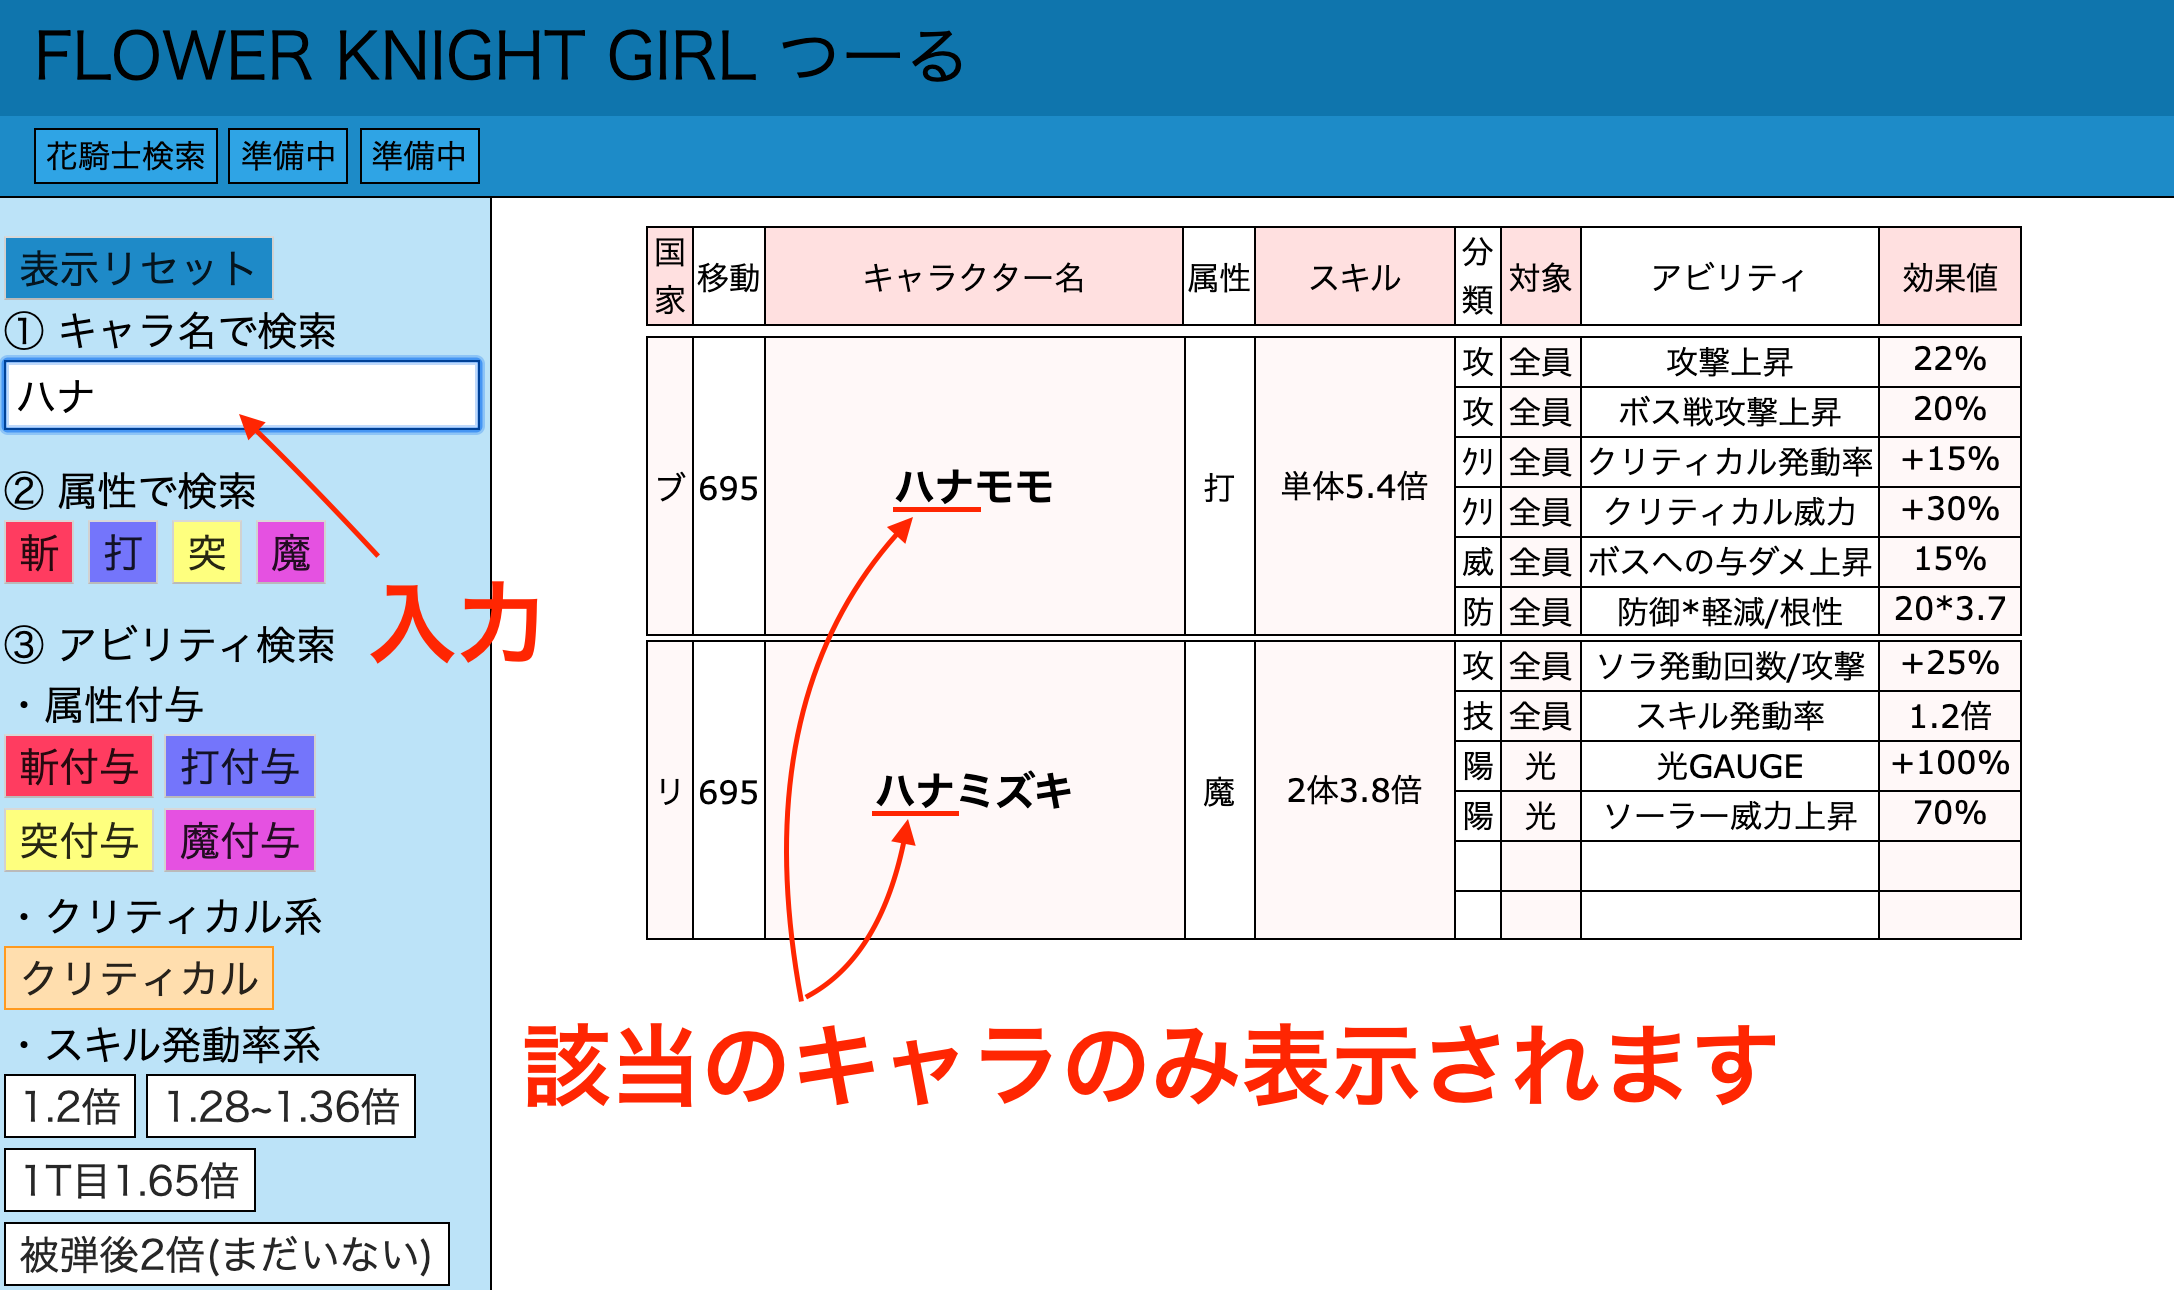 FLOWER KNIGHT GIRL つーる
花騎士検索 準備中 準備中
表示リセット
① キャラ名で検索
ハナ
② 属性で検索
斬 打 突 魔
入力
③ アビリティ検索
・属性付与
斬付与 打付与
突付与 魔付与
・クリティカル系
クリティカル
・スキル発動率系
1.2倍 1.28~1.36倍
1T目1.65倍
被弾後2倍(まだいない)
国家 移動 キャラクター名 属性 スキル 分類 対象 アビリティ 効果値
ブ 695 ハナモモ 打 単体5.4倍
攻 全員 攻撃上昇 22%
攻 全員 ボス戦攻撃上昇 20%
クリ 全員 クリティカル発動率 +15%
クリ 全員 クリティカル威力 +30%
威 全員 ボスへの与ダメ上昇 15%
防 全員 防御*軽減/根性 20*3.7
リ 695 ハナミズキ 魔 2体3.8倍
攻 全員 ソラ発動回数/攻撃 +25%
技 全員 スキル発動率 1.2倍
陽 光 光GAUGE +100%
陽 光 ソーラー威力上昇 70%
該当のキャラのみ表示されます